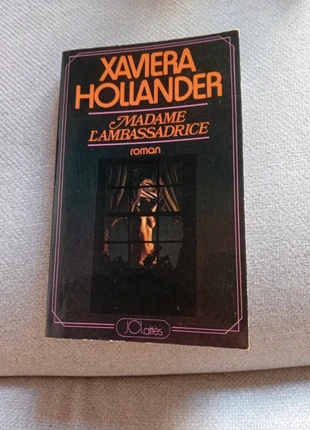 XAVIERA
HOLLANDER
MADAME
L'AMBASSADRICE
roman
JCLattès